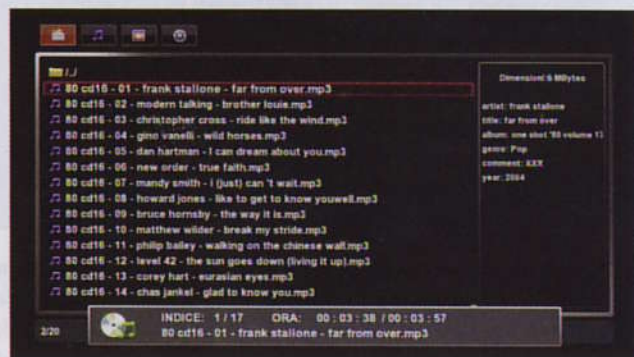 /../
80 cd16 - 01 - frank stallone - far from over.mp3
80 cd16 - 02 - modern talking - brother louie.mp3
80 cd16 - 03 - christopher cross - ride like the wind.mp3
80 cd16 - 04 - gino vanelli - wild horses.mp3
80 cd16 - 05 - dan hartman - I can dream about you.mp3
80 cd16 - 06 - new order - true faith.mp3
80 cd16 - 07 - mandy smith - i (just) can 't wait.mp3
80 cd16 - 08 - howard jones - like to get to know youwell.mp3
80 cd16 - 09 - bruce hornsby - the way it is.mp3
80 cd16 - 10 - matthew wilder - break my stride.mp3
80 cd16 - 11 - philip bailey - walking on the chinese wall.mp3
80 cd16 - 12 - level 42 - the sun goes down (living it up).mp3
80 cd16 - 13 - corey hart - eurasian eyes.mp3
80 cd16 - 14 - chas jankel - glad to know you.mp3
Dimensioni:6 MBytes
artist: frank stallone
title: far from over
album: one shot '80 volume 1
genre: Pop
comment: XXX
year: 2004
2/20
INDICE: 1 / 17 ORA: 00 : 03 : 38 / 00 : 03 : 57
80 cd16 - 01 - frank stallone - far from over.mp3